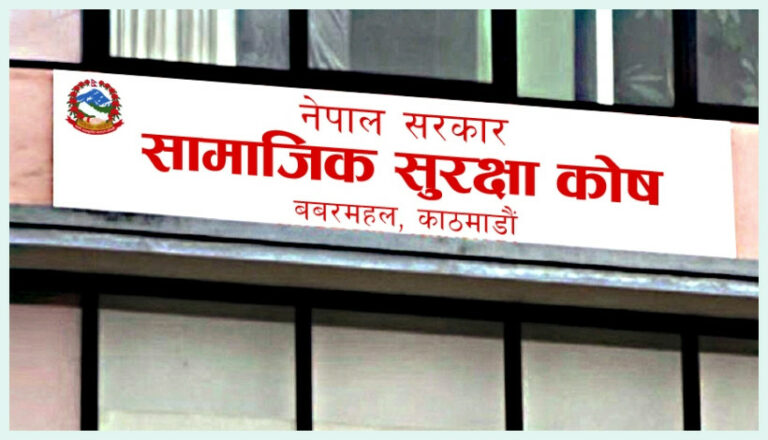 नेपाल सरकार
सामाजिक सुरक्षा कोष
बबरमहल, काठमाडौं